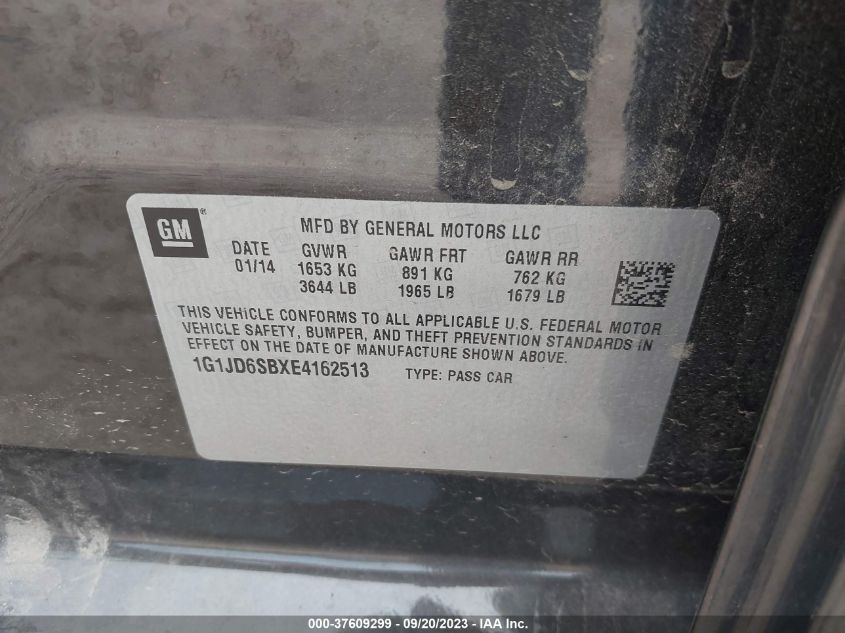 GM®
MFD BY GENERAL MOTORS LLC
DATE GVWR GAWR FRT GAWR RR
01/14 1653 KG 891 KG 762 KG
3644 LB 1965 LB 1679 LB
THIS VEHICLE CONFORMS TO ALL APPLICABLE U.S. FEDERAL MOTOR
VEHICLE SAFETY, BUMPER, AND THEFT PREVENTION STANDARDS IN
EFFECT ON THE DATE OF MANUFACTURE SHOWN ABOVE.
1G1JD6SBXE4162513 TYPE: PASS CAR
000-37609299 - 09/20/2023 - IAA Inc.